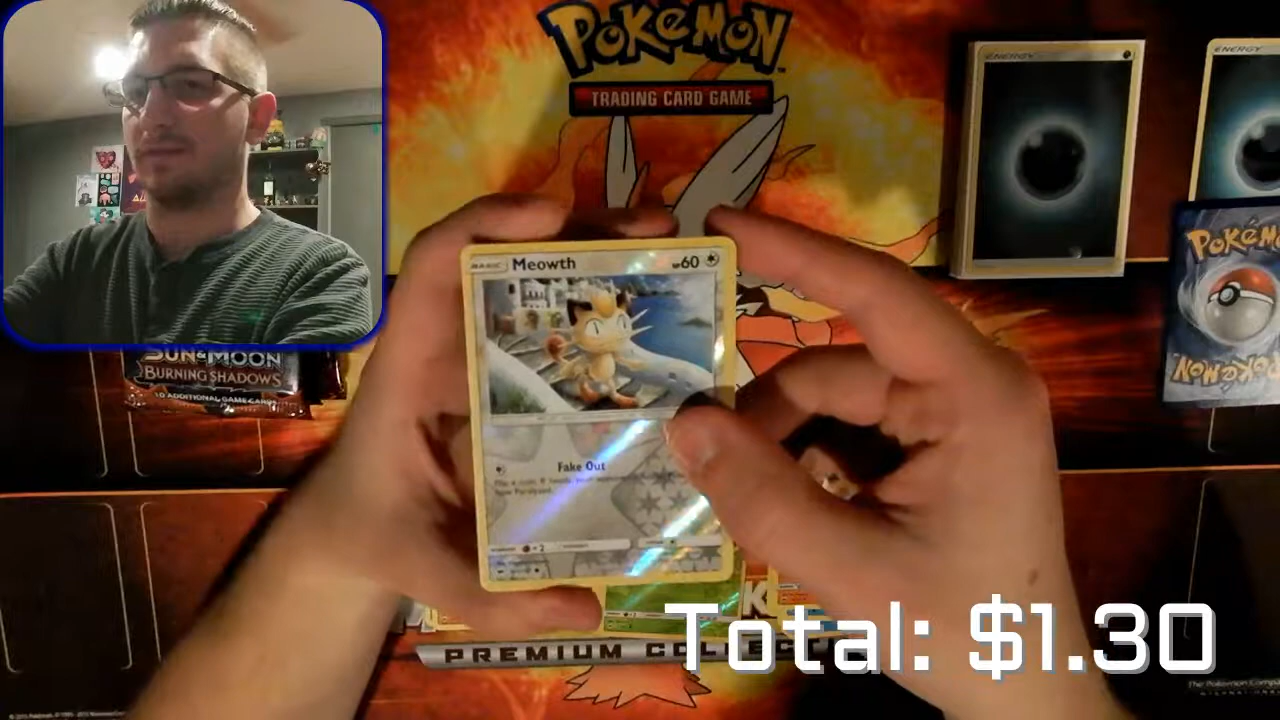 POKéMON
TRADING CARD GAME
ENERGY
ENERGY
SUN & MOON
BURNING SHADOWS
10 ADDITIONAL GAME CARDS
BASIC Meowth HP60
Fake Out
Pokémon
POKéMON
Total: $1.30
PREMIUM